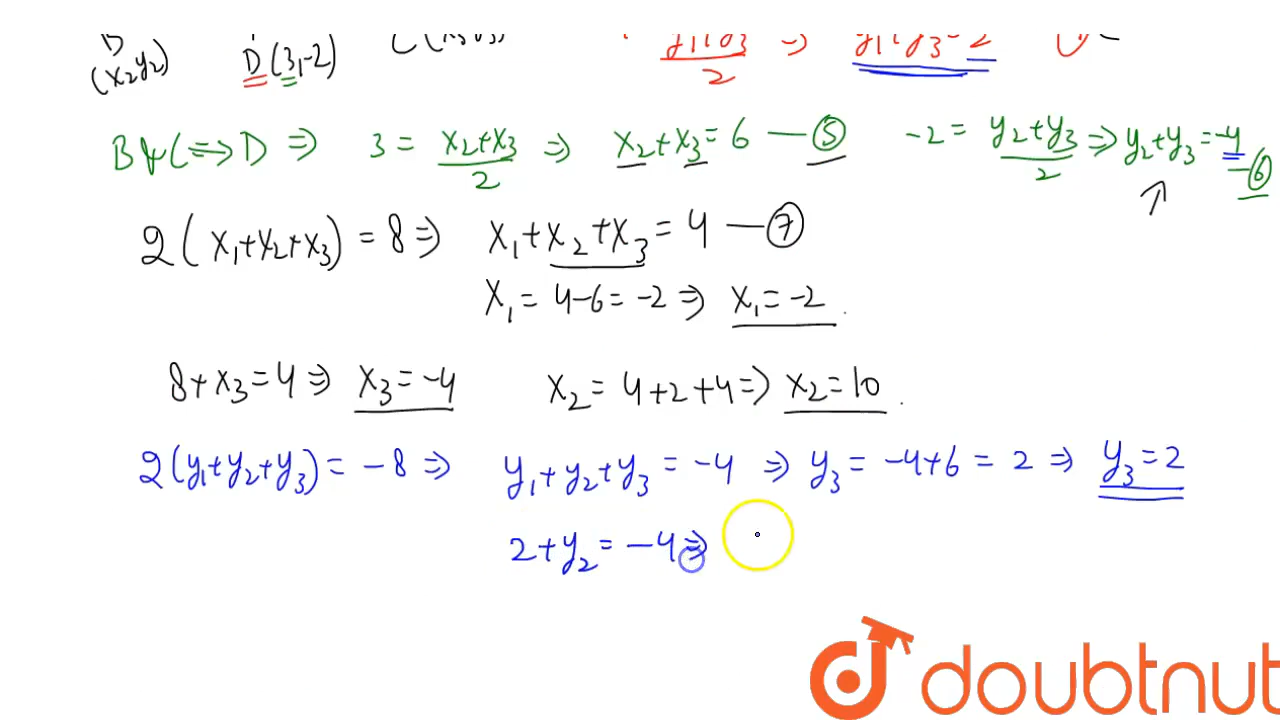 (x₂y₂) D(3,-2)
2 ⇒ 2
B & C ⇔ D ⇒ 3 = (x₂+x₃)/2 ⇒ x₂+x₃ = 6 — ⑤ -2 = (y₂+y₃)/2 ⇒ y₂+y₃ = -4 — ⑥
2(x₁+x₂+x₃) = 8 ⇒ x₁+x₂+x₃ = 4 — ⑦
x₁ = 4-6 = -2 ⇒ x₁ = -2
8+x₃ = 4 ⇒ x₃ = -4 x₂ = 4+2+4 ⇒ x₂ = 10
2(y₁+y₂+y₃) = -8 ⇒ y₁+y₂+y₃ = -4 ⇒ y₃ = -4+6 = 2 ⇒ y₃ = 2
2+y₂ = -4 ⇒
doubtnut